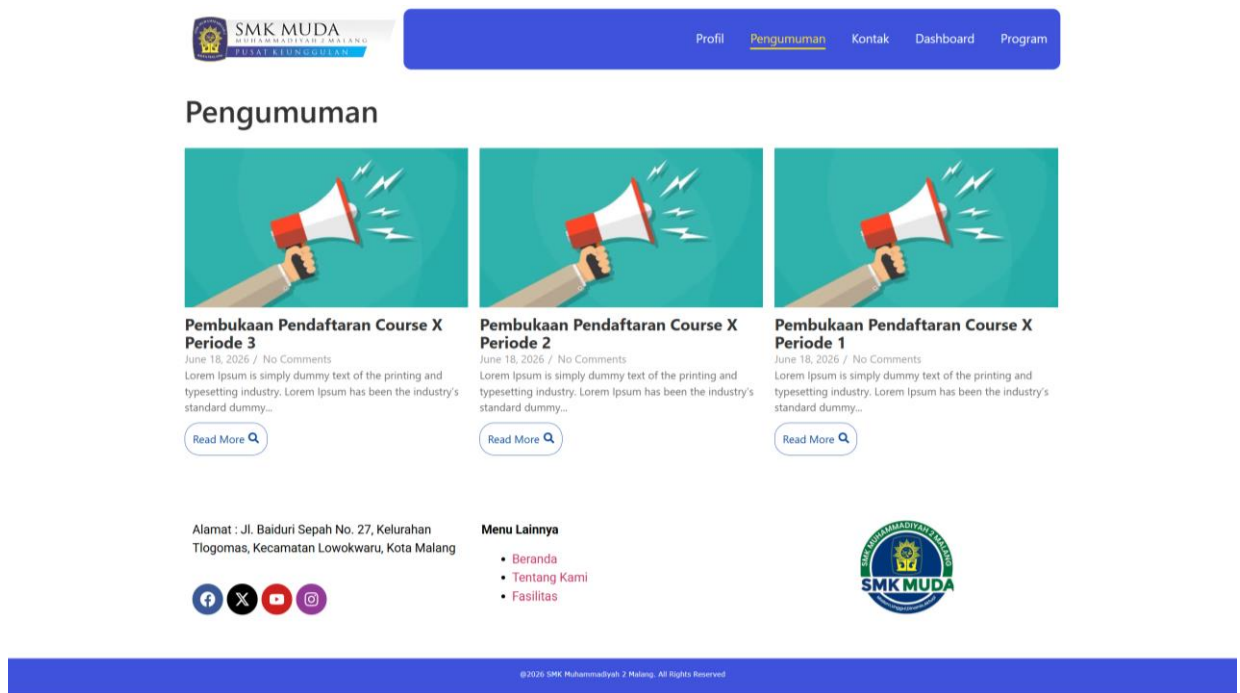 SMK MUDA
MUHAMMADIYAH 2 MALANG
PUSAT KEUNGGULAN
Profil
Pengumuman
Kontak
Dashboard
Program
Pengumuman
Pembukaan Pendaftaran Course X
Periode 3
June 18, 2026 / No Comments
Lorem Ipsum is simply dummy text of the printing and
typesetting industry. Lorem Ipsum has been the industry's
standard dummy...
Read More
Pembukaan Pendaftaran Course X
Periode 2
June 18, 2026 / No Comments
Lorem Ipsum is simply dummy text of the printing and
typesetting industry. Lorem Ipsum has been the industry's
standard dummy...
Read More
Pembukaan Pendaftaran Course X
Periode 1
June 18, 2026 / No Comments
Lorem Ipsum is simply dummy text of the printing and
typesetting industry. Lorem Ipsum has been the industry's
standard dummy...
Read More
Alamat : Jl. Baiduri Sepah No. 27, Kelurahan
Tlogomas, Kecamatan Lowokwaru, Kota Malang
Menu Lainnya
Beranda
Tentang Kami
Fasilitas
SMK MUHAMMADIYAH 2 MALANG
SMK MUDA
@2026 SMK Muhammadiyah 2 Malang. All Rights Reserved